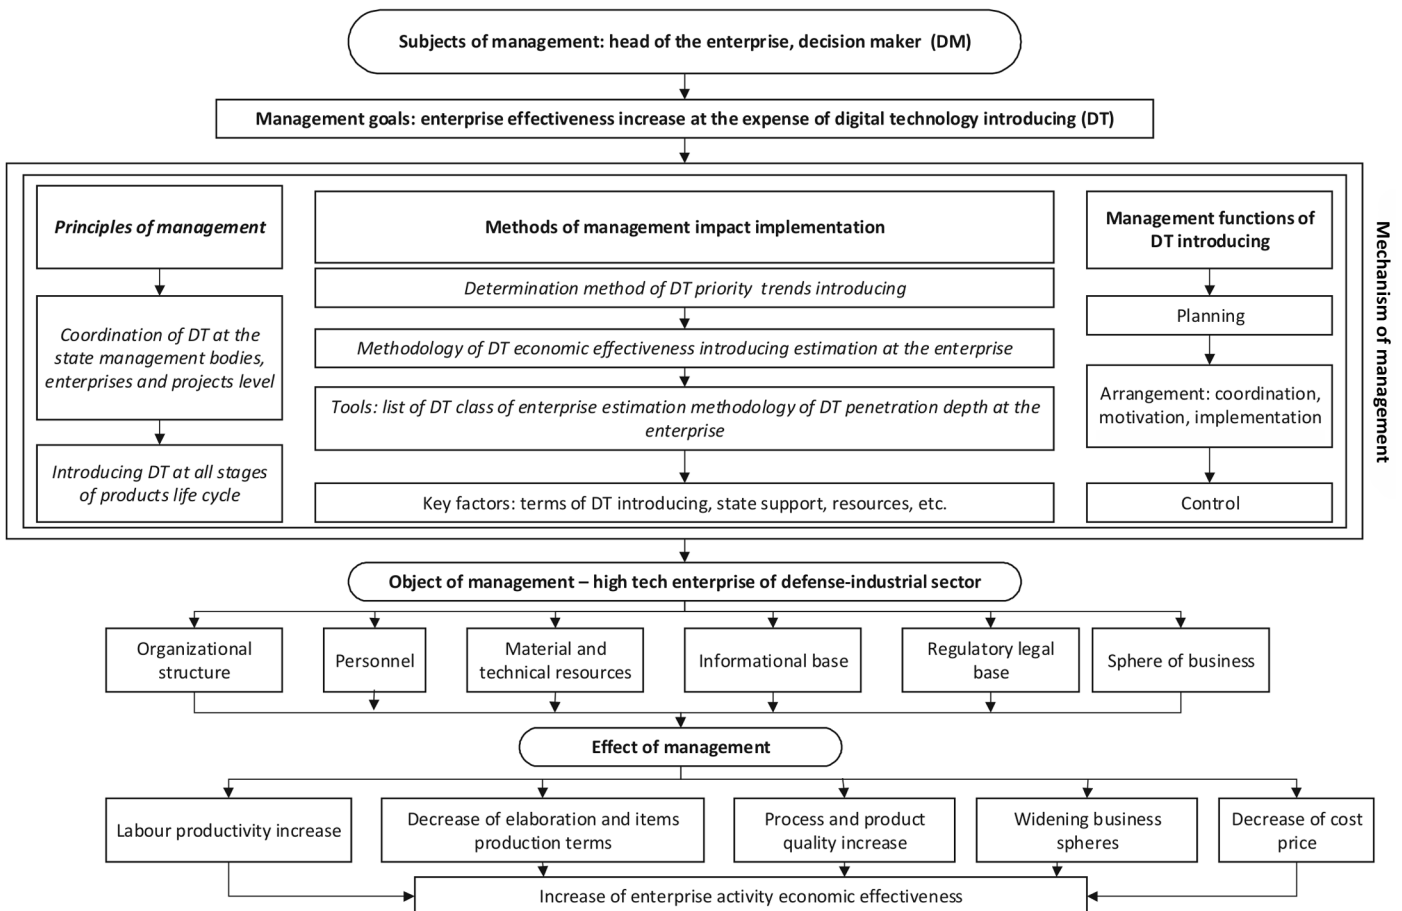 Subjects of management: head of the enterprise, decision maker (DM)
Management goals: enterprise effectiveness increase at the expense of digital technology introducing (DT)
Principles of management
Coordination of DT at the
state management bodies,
enterprises and projects level
Introducing DT at all stages
of products life cycle
Methods of management impact implementation
Determination method of DT priority trends introducing
Methodology of DT economic effectiveness introducing estimation at the enterprise
Tools: list of DT class of enterprise estimation methodology of DT penetration depth at the
enterprise
Key factors: terms of DT introducing, state support, resources, etc.
Management functions of
DT introducing
Planning
Arrangement: coordination,
motivation, implementation
Control
Mechanism of management
Object of management – high tech enterprise of defense-industrial sector
Organizational
structure
Personnel
Material and
technical resources
Informational base
Regulatory legal
base
Sphere of business
Effect of management
Labour productivity increase
Decrease of elaboration and items
production terms
Process and product
quality increase
Widening business
spheres
Decrease of cost
price
Increase of enterprise activity economic effectiveness